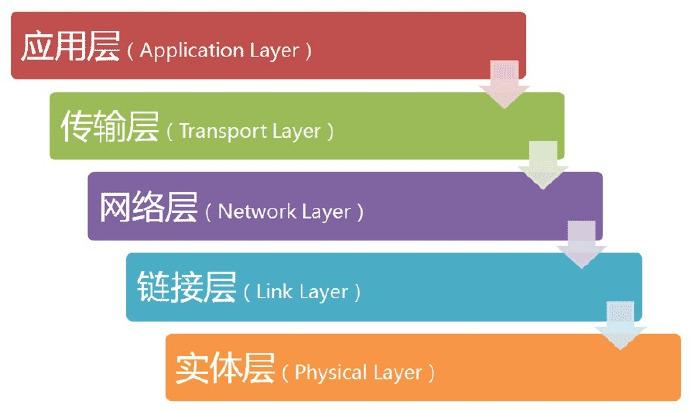 应用层（Application Layer）
传输层（Transport Layer）
网络层（Network Layer）
链接层（Link Layer）
实体层（Physical Layer）